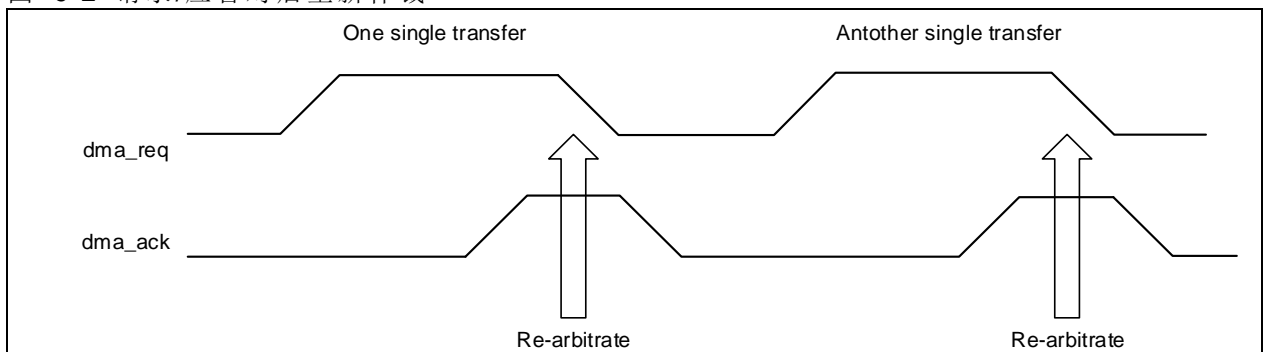 One single transfer
Antother single transfer
dma_req
dma_ack
Re-arbitrate
Re-arbitrate